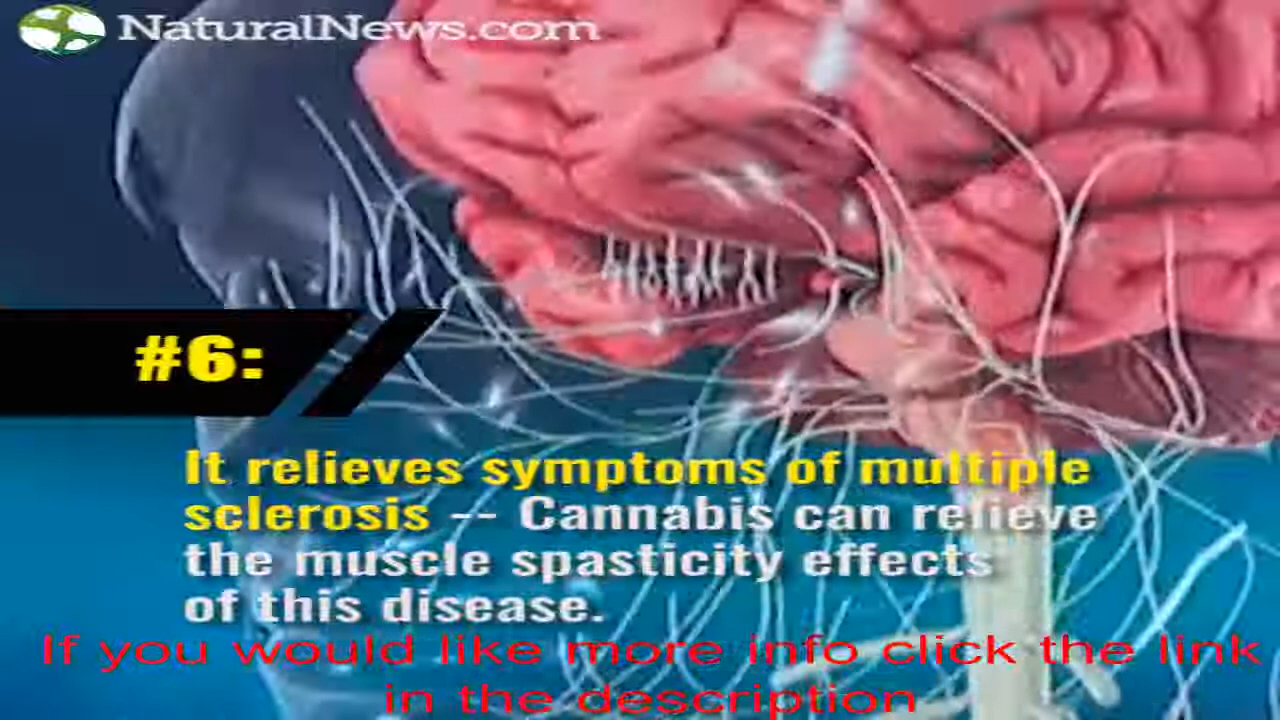 NaturalNews.com
#6:
It relieves symptoms of multiple
sclerosis -- Cannabis can relieve
the muscle spasticity effects
of this disease.
If you would like more info click the link
in the description